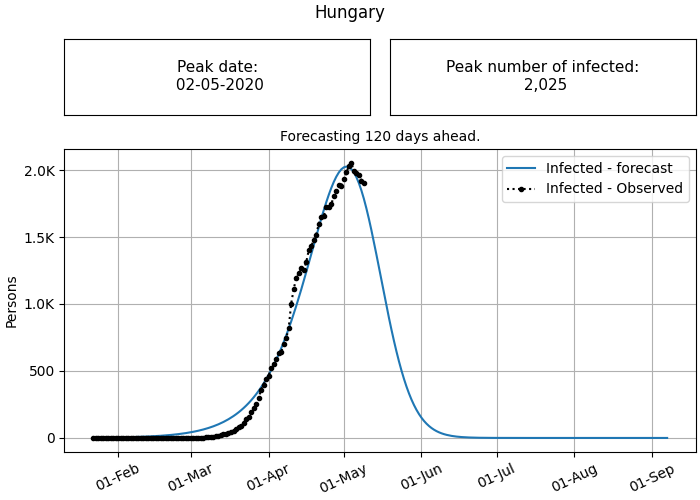 Hungary
Peak date:
02-05-2020
Peak number of infected:
2,025
Forecasting 120 days ahead.
Infected - forecast
Infected - Observed
2.0K
1.5K
1.0K
500
0
Persons
01-Feb
01-Mar
01-Apr
01-May
01-Jun
01-Jul
01-Aug
01-Sep